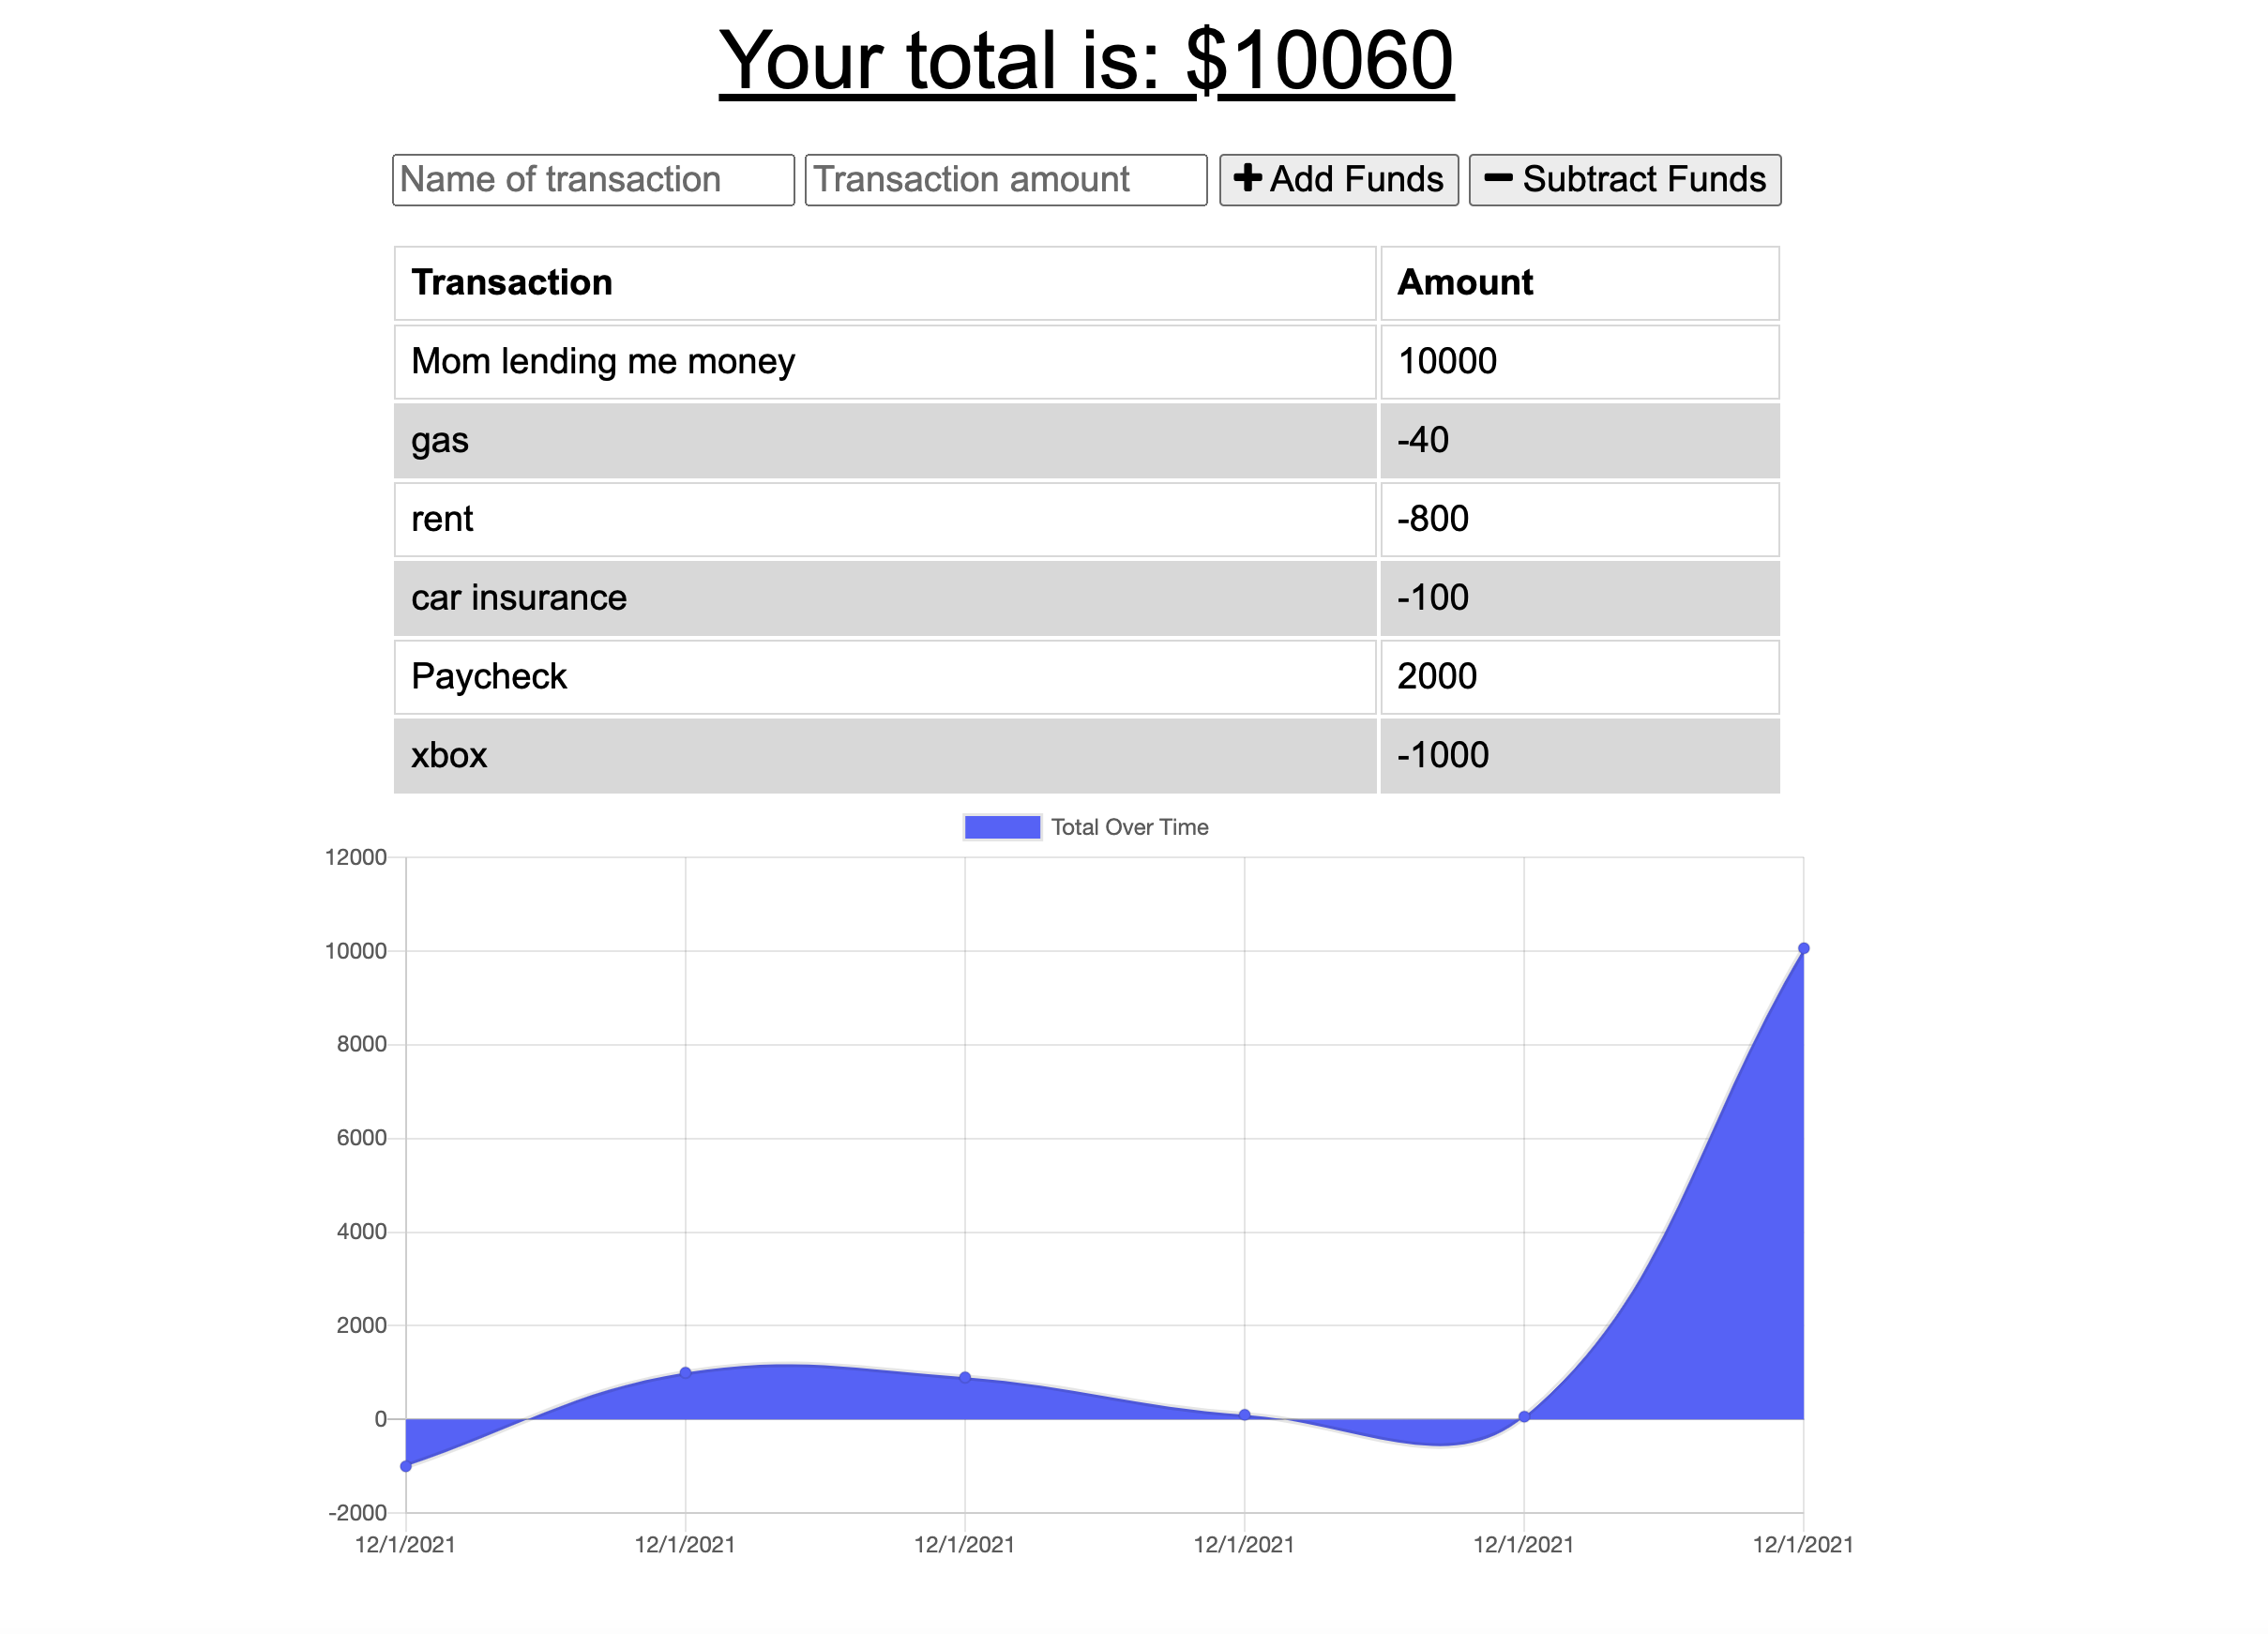 Your total is: $10060
Name of transaction Transaction amount + Add Funds − Subtract Funds
Transaction Amount
Mom lending me money 10000
gas -40
rent -800
car insurance -100
Paycheck 2000
xbox -1000
Total Over Time
12000
10000
8000
6000
4000
2000
0
-2000
12/1/2021 12/1/2021 12/1/2021 12/1/2021 12/1/2021 12/1/2021